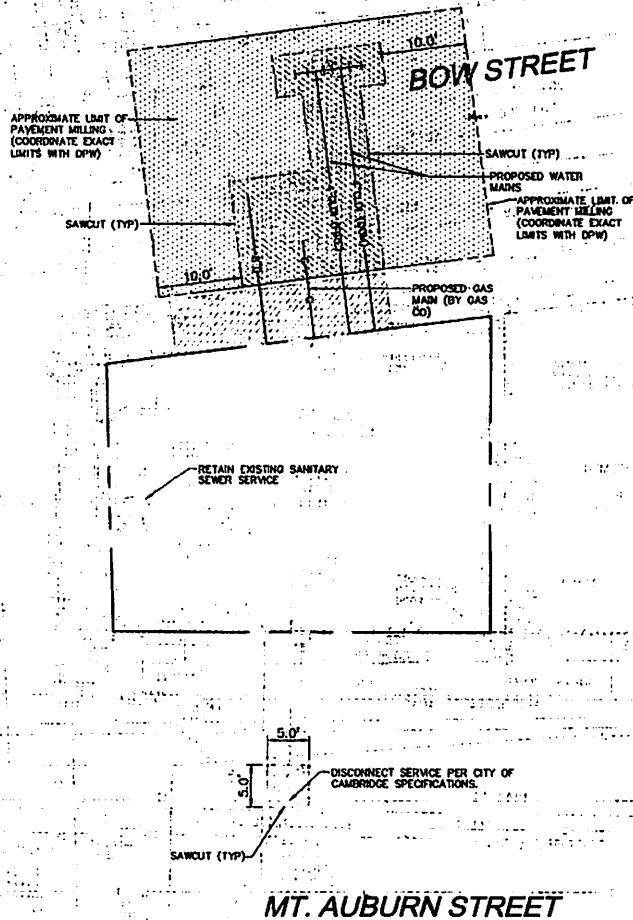 10.0'
BOW STREET
APPROXIMATE LIMIT OF
PAVEMENT MILLING
(COORDINATE EXACT
LIMITS WITH DPW)
SAWCUT (TYP)
PROPOSED WATER
MAINS
APPROXIMATE LIMIT OF
PAVEMENT MILLING
(COORDINATE EXACT
LIMITS WITH DPW)
SAWCUT (TYP)
10.0'
PROPOSED GAS
MAIN (BY GAS
CO)
RETAIN EXISTING SANITARY
SEWER SERVICE
5.0'
5.0'
DISCONNECT SERVICE PER CITY OF
CAMBRIDGE SPECIFICATIONS.
SAWCUT (TYP)
MT. AUBURN STREET